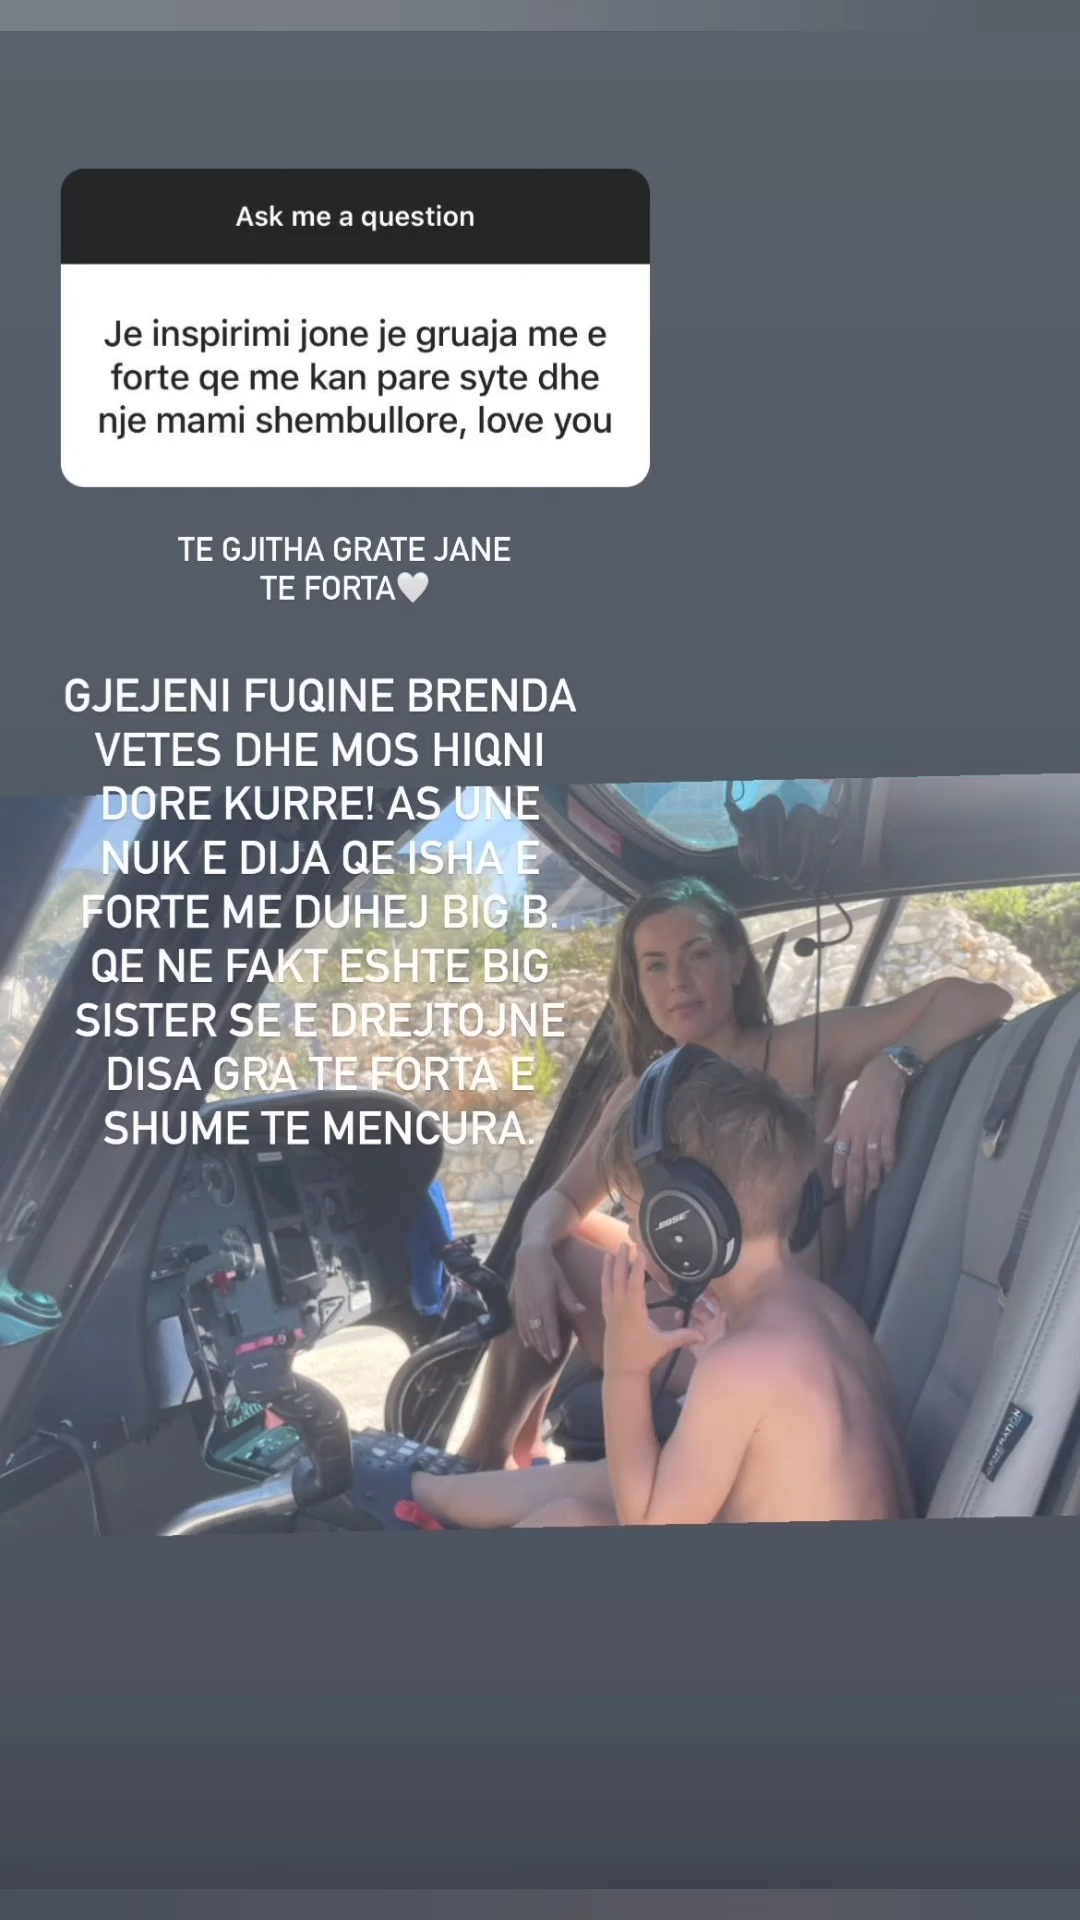 Ask me a question
Je inspirimi jone je gruaja me e
forte qe me kan pare syte dhe
nje mami shembullore, love you
TE GJITHA GRATE JANE
TE FORTA🤍
GJEJENI FUQINE BRENDA
VETES DHE MOS HIQNI
DORE KURRE! AS UNE
NUK E DIJA QE ISHA E
FORTE ME DUHEJ BIG B.
QE NE FAKT ESHTE BIG
SISTER SE E DREJTOJNE
DISA GRA TE FORTA E
SHUME TE MENCURA.
BOSE
GENERATION